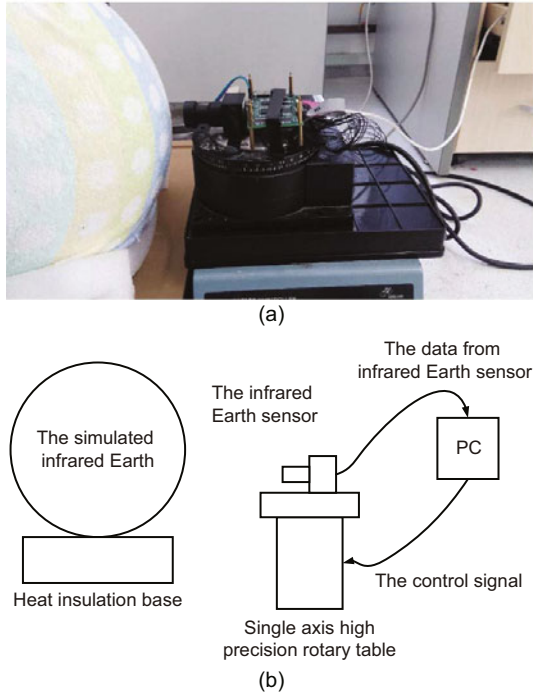 (a)
The data from
infrared Earth sensor
The infrared
Earth sensor
The simulated
infrared Earth
PC
The control signal
Heat insulation base
Single axis high
precision rotary table
(b)